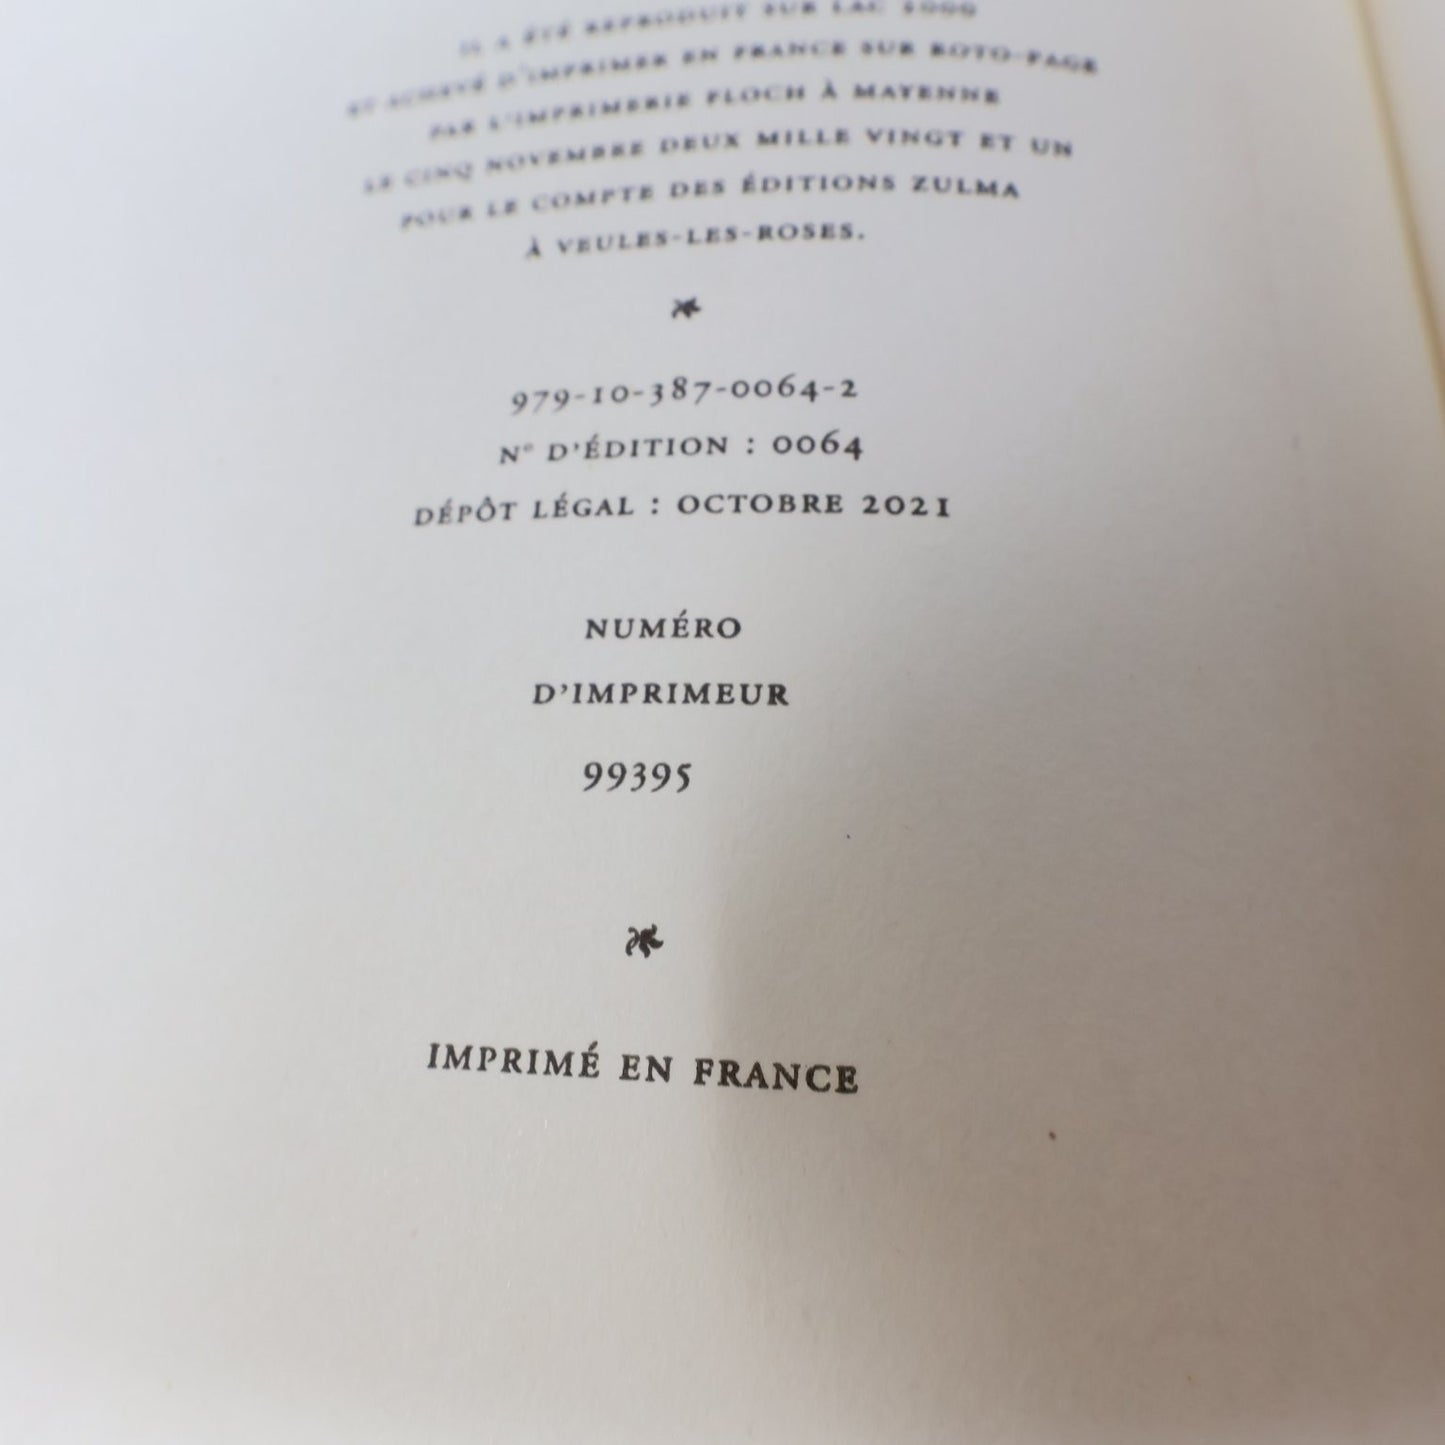 IL A ÉTÉ REPRODUIT SUR LAC 2000
ET ACHEVÉ D'IMPRIMER EN FRANCE SUR ROTO-PAGE
PAR L'IMPRIMERIE FLOCH À MAYENNE
LE CINQ NOVEMBRE DEUX MILLE VINGT ET UN
POUR LE COMPTE DES ÉDITIONS ZULMA
À VEULES-LES-ROSES.
979-10-387-0064-2
N° D'ÉDITION : 0064
DÉPÔT LÉGAL : OCTOBRE 2021
NUMÉRO
D'IMPRIMEUR
99395
IMPRIMÉ EN FRANCE